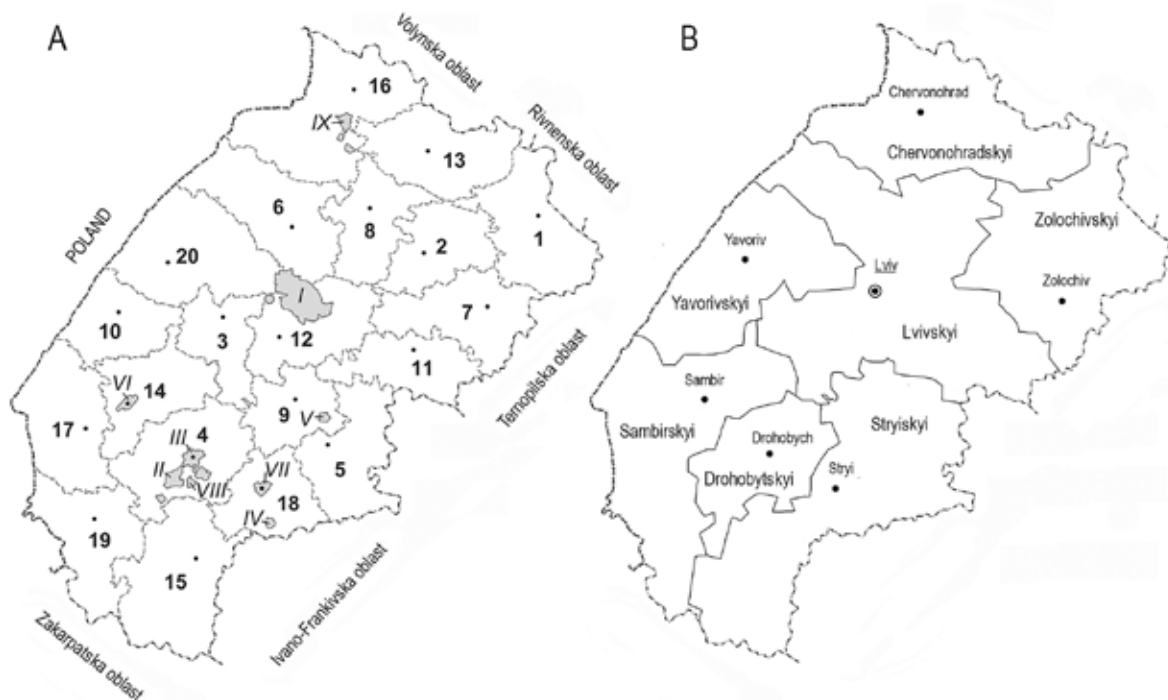 A
Volynska oblast
Rivnenska oblast
POLAND
Ternopilska oblast
Ivano-Frankivska oblast
Zakarpatska oblast
16
IX
13
6
8
1
2
20
I
7
10
3
12
11
VI
14
9
V
17
III
4
5
II
VII
VIII
18
IV
19
15
B
Chervonohrad
Chervonohradskyi
Zolochivskyi
Yavoriv
Lviv
Zolochiv
Yavorivskyi
Lvivskyi
Sambir
Stryiskyi
Sambirskyi
Drohobych
Drohobytskyi
Stryi